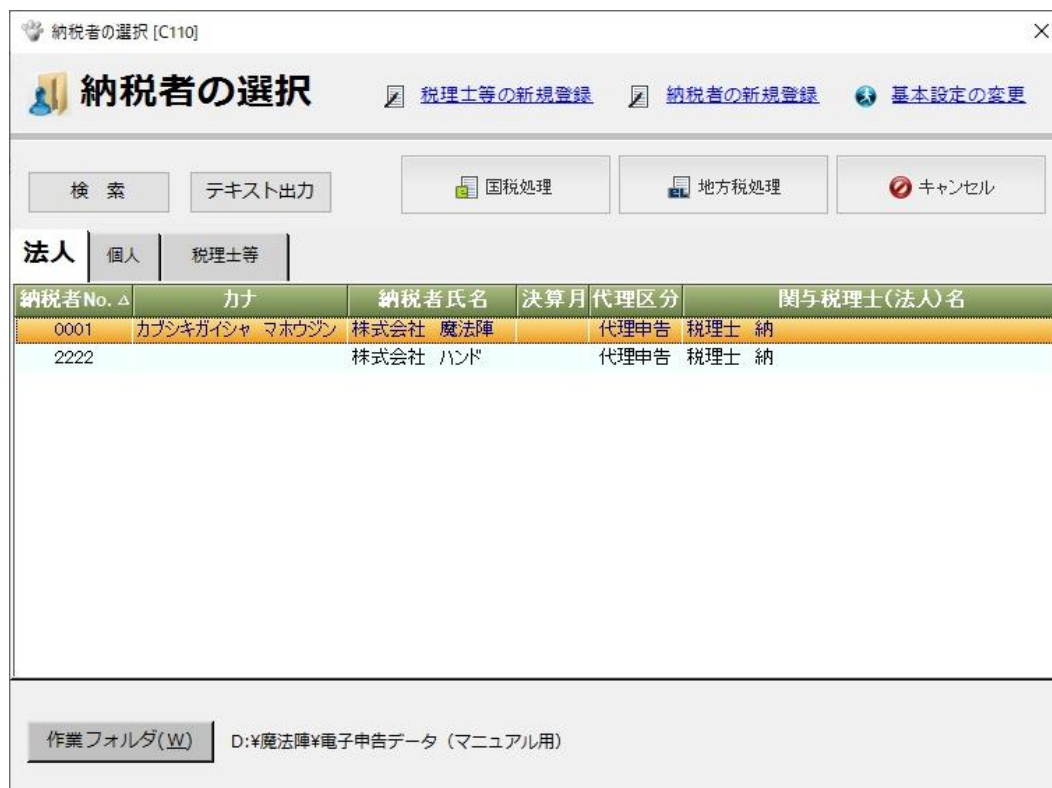 納税者の選択 [C110]
納税者の選択 税理士等の新規登録 納税者の新規登録 基本設定の変更
検 索 テキスト出力 国税処理 地方税処理 キャンセル
法人 個人 税理士等
納税者No. △ カナ 納税者氏名 決算月 代理区分 関与税理士(法人)名
0001 カブシキガイシャ マホウジン 株式会社 魔法陣 代理申告 税理士 納
2222 株式会社 ハンド 代理申告 税理士 納
作業フォルダ(W) D:¥魔法陣¥電子申告データ（マニュアル用）